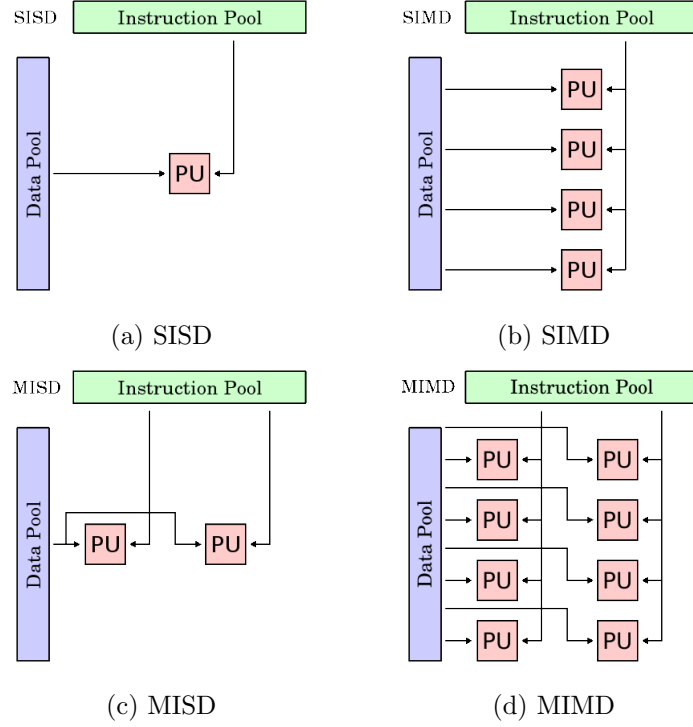 SISD
Instruction Pool
Data Pool
PU
(a) SISD
SIMD
Instruction Pool
Data Pool
PU
PU
PU
PU
(b) SIMD
MISD
Instruction Pool
Data Pool
PU
PU
(c) MISD
MIMD
Instruction Pool
Data Pool
PU
PU
PU
PU
PU
PU
PU
PU
(d) MIMD